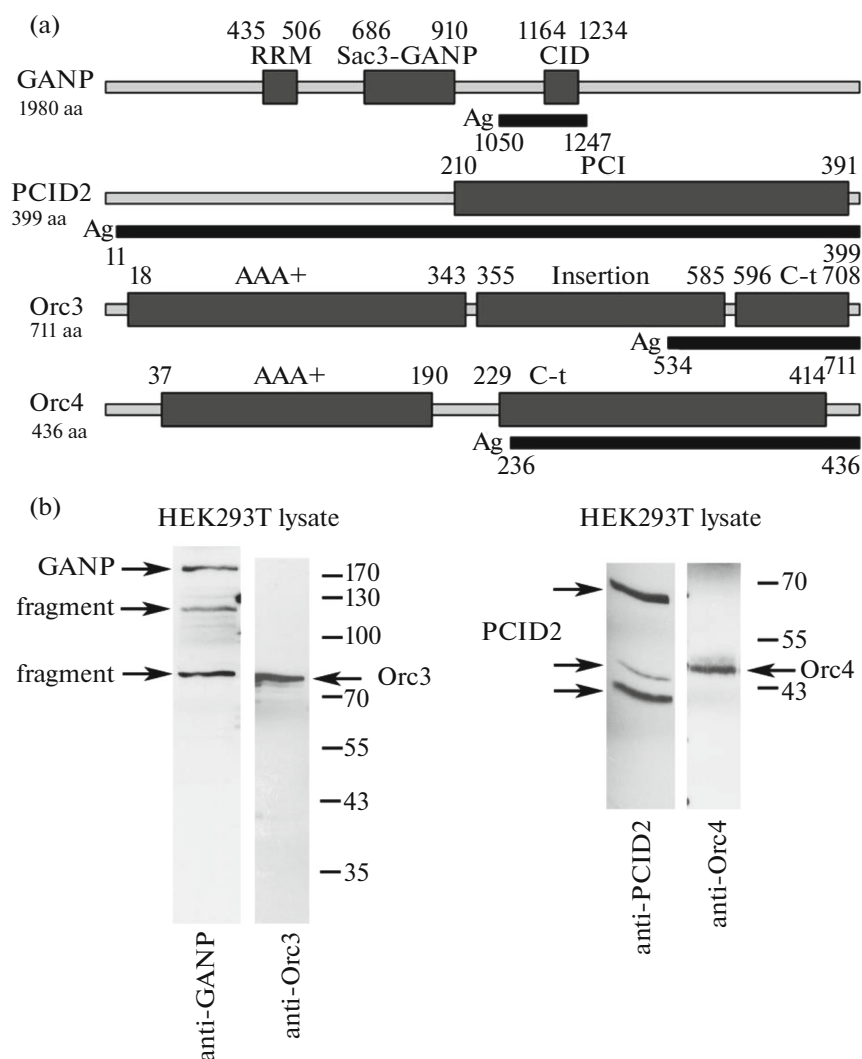 (a)
435 506 686 910 1164 1234
RRM Sac3-GANP CID
GANP
1980 aa
Ag
1050 1247
210 PCI 391
PCID2
399 aa
Ag
11 399
18 AAA+ 343 355 Insertion 585 596 C-t 708
Orc3
711 aa
Ag
534 711
37 AAA+ 190 229 C-t 414
Orc4
436 aa
Ag
236 436
(b)
HEK293T lysate
GANP
fragment
fragment
170
130
100
Orc3
70
55
43
35
anti-GANP
anti-Orc3
HEK293T lysate
70
PCID2
55
Orc4
43
anti-PCID2
anti-Orc4